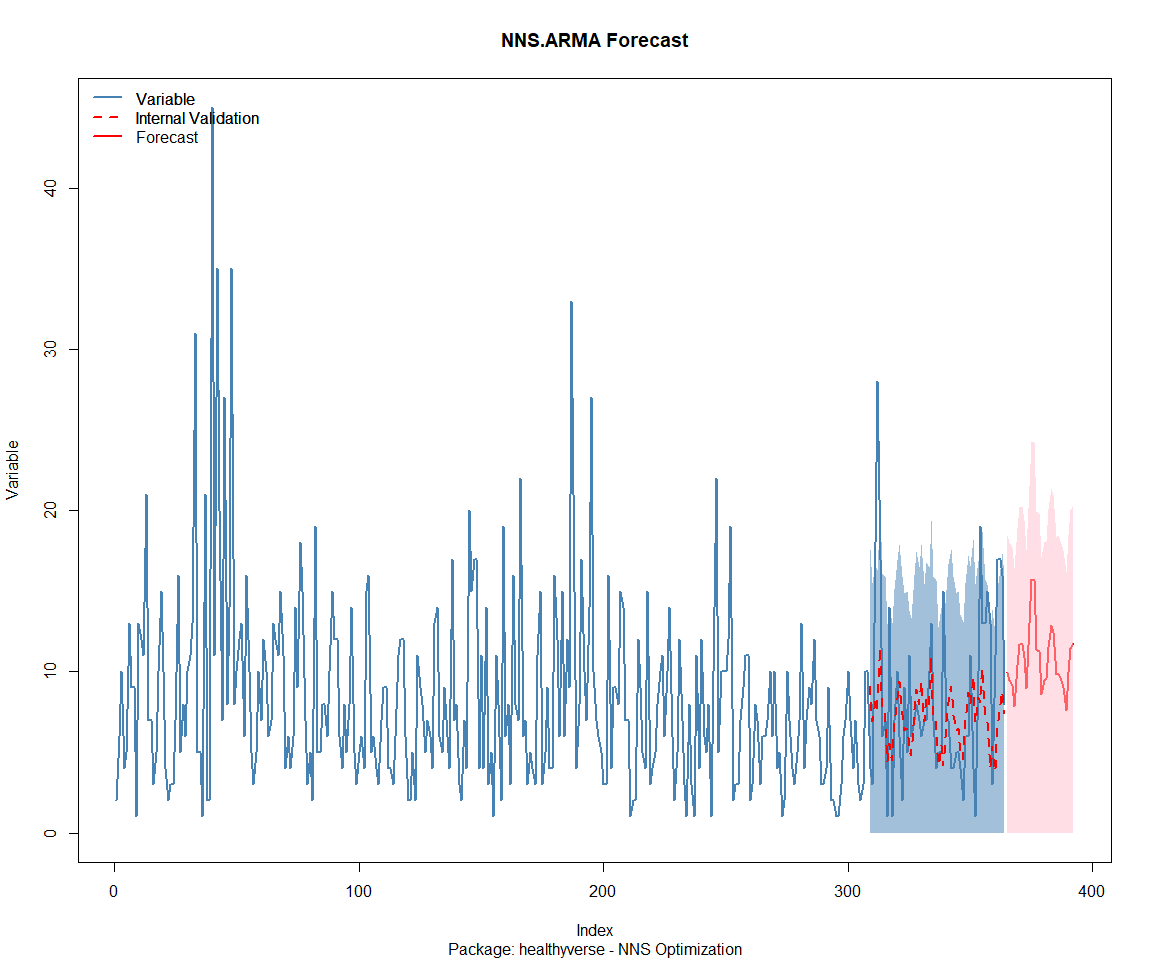 NNS.ARMA Forecast
Variable
Internal Validation
Forecast
Variable
40
30
20
10
0
0
100
200
300
400
Index
Package: healthyverse - NNS Optimization